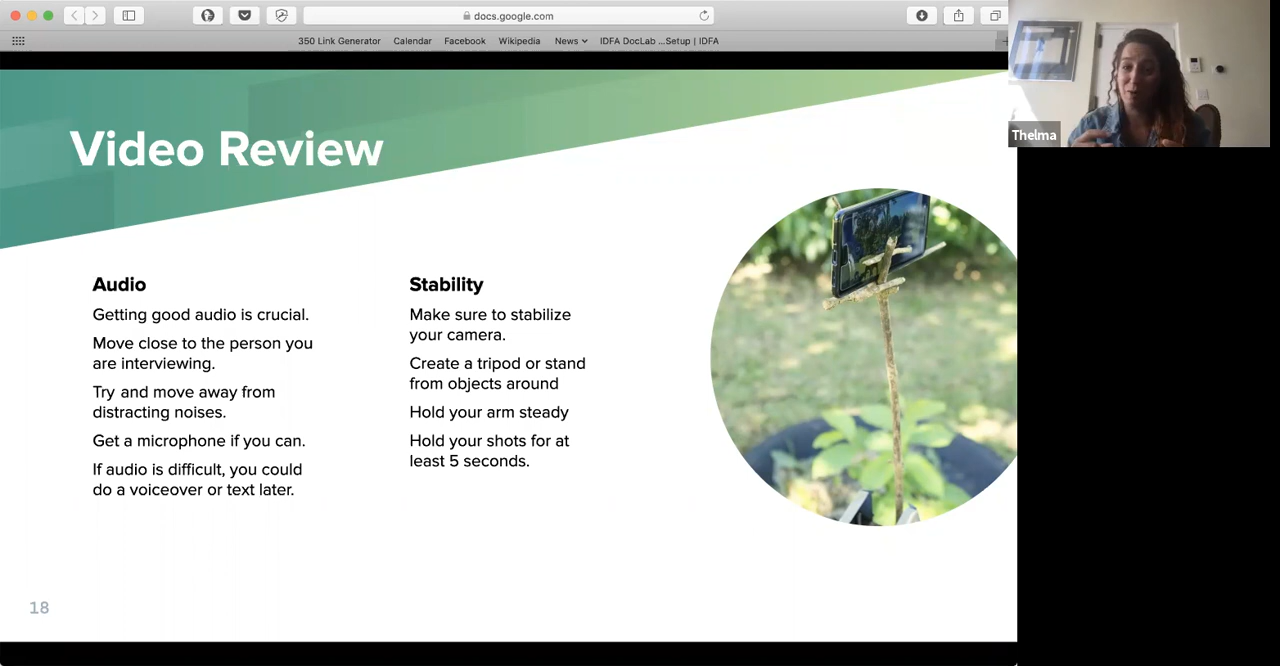 docs.google.com
350 Link Generator Calendar Facebook Wikipedia News IDFA DocLab ...Setup | IDFA
Thelma
Video Review
Audio
Getting good audio is crucial.
Move close to the person you
are interviewing.
Try and move away from
distracting noises.
Get a microphone if you can.
If audio is difficult, you could
do a voiceover or text later.
Stability
Make sure to stabilize
your camera.
Create a tripod or stand
from objects around
Hold your arm steady
Hold your shots for at
least 5 seconds.
18